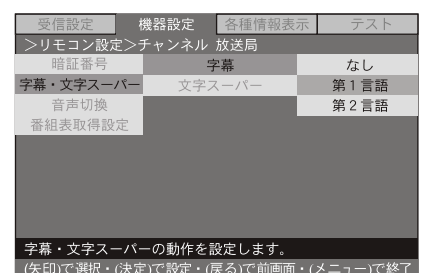 受信設定 機器設定 各種情報表示 テスト
＞リモコン設定＞チャンネル 放送局
暗証番号 字幕 なし
字幕・文字スーパー 文字スーパー 第１言語
音声切換 第２言語
番組表取得設定
字幕・文字スーパーの動作を設定します。
(矢印)で選択・(決定)で設定・(戻る)で前画面・(メニュー)で終了